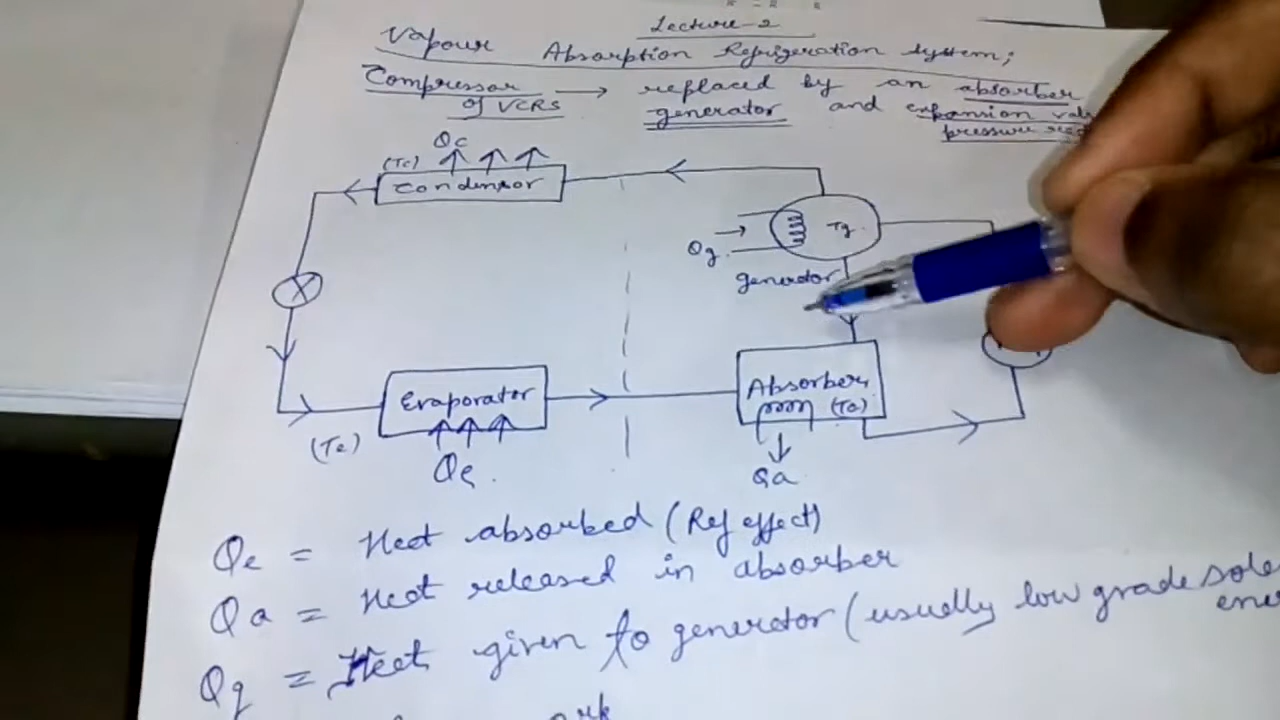 Lecture-2
Vapour Absorption Refrigeration system;
Compressor of VCRS → replaced by an absorber
generator and expansion
pressure
Qc
(Tc)
Condensor
Tg
Qg
generator
Evaporator
(Te)
Qe
Absorber
(Ta)
Qa
Qe = Heat absorbed (Ref effect)
Qa = Heat released in absorber
Qg = Heat given to generator (usually low grade